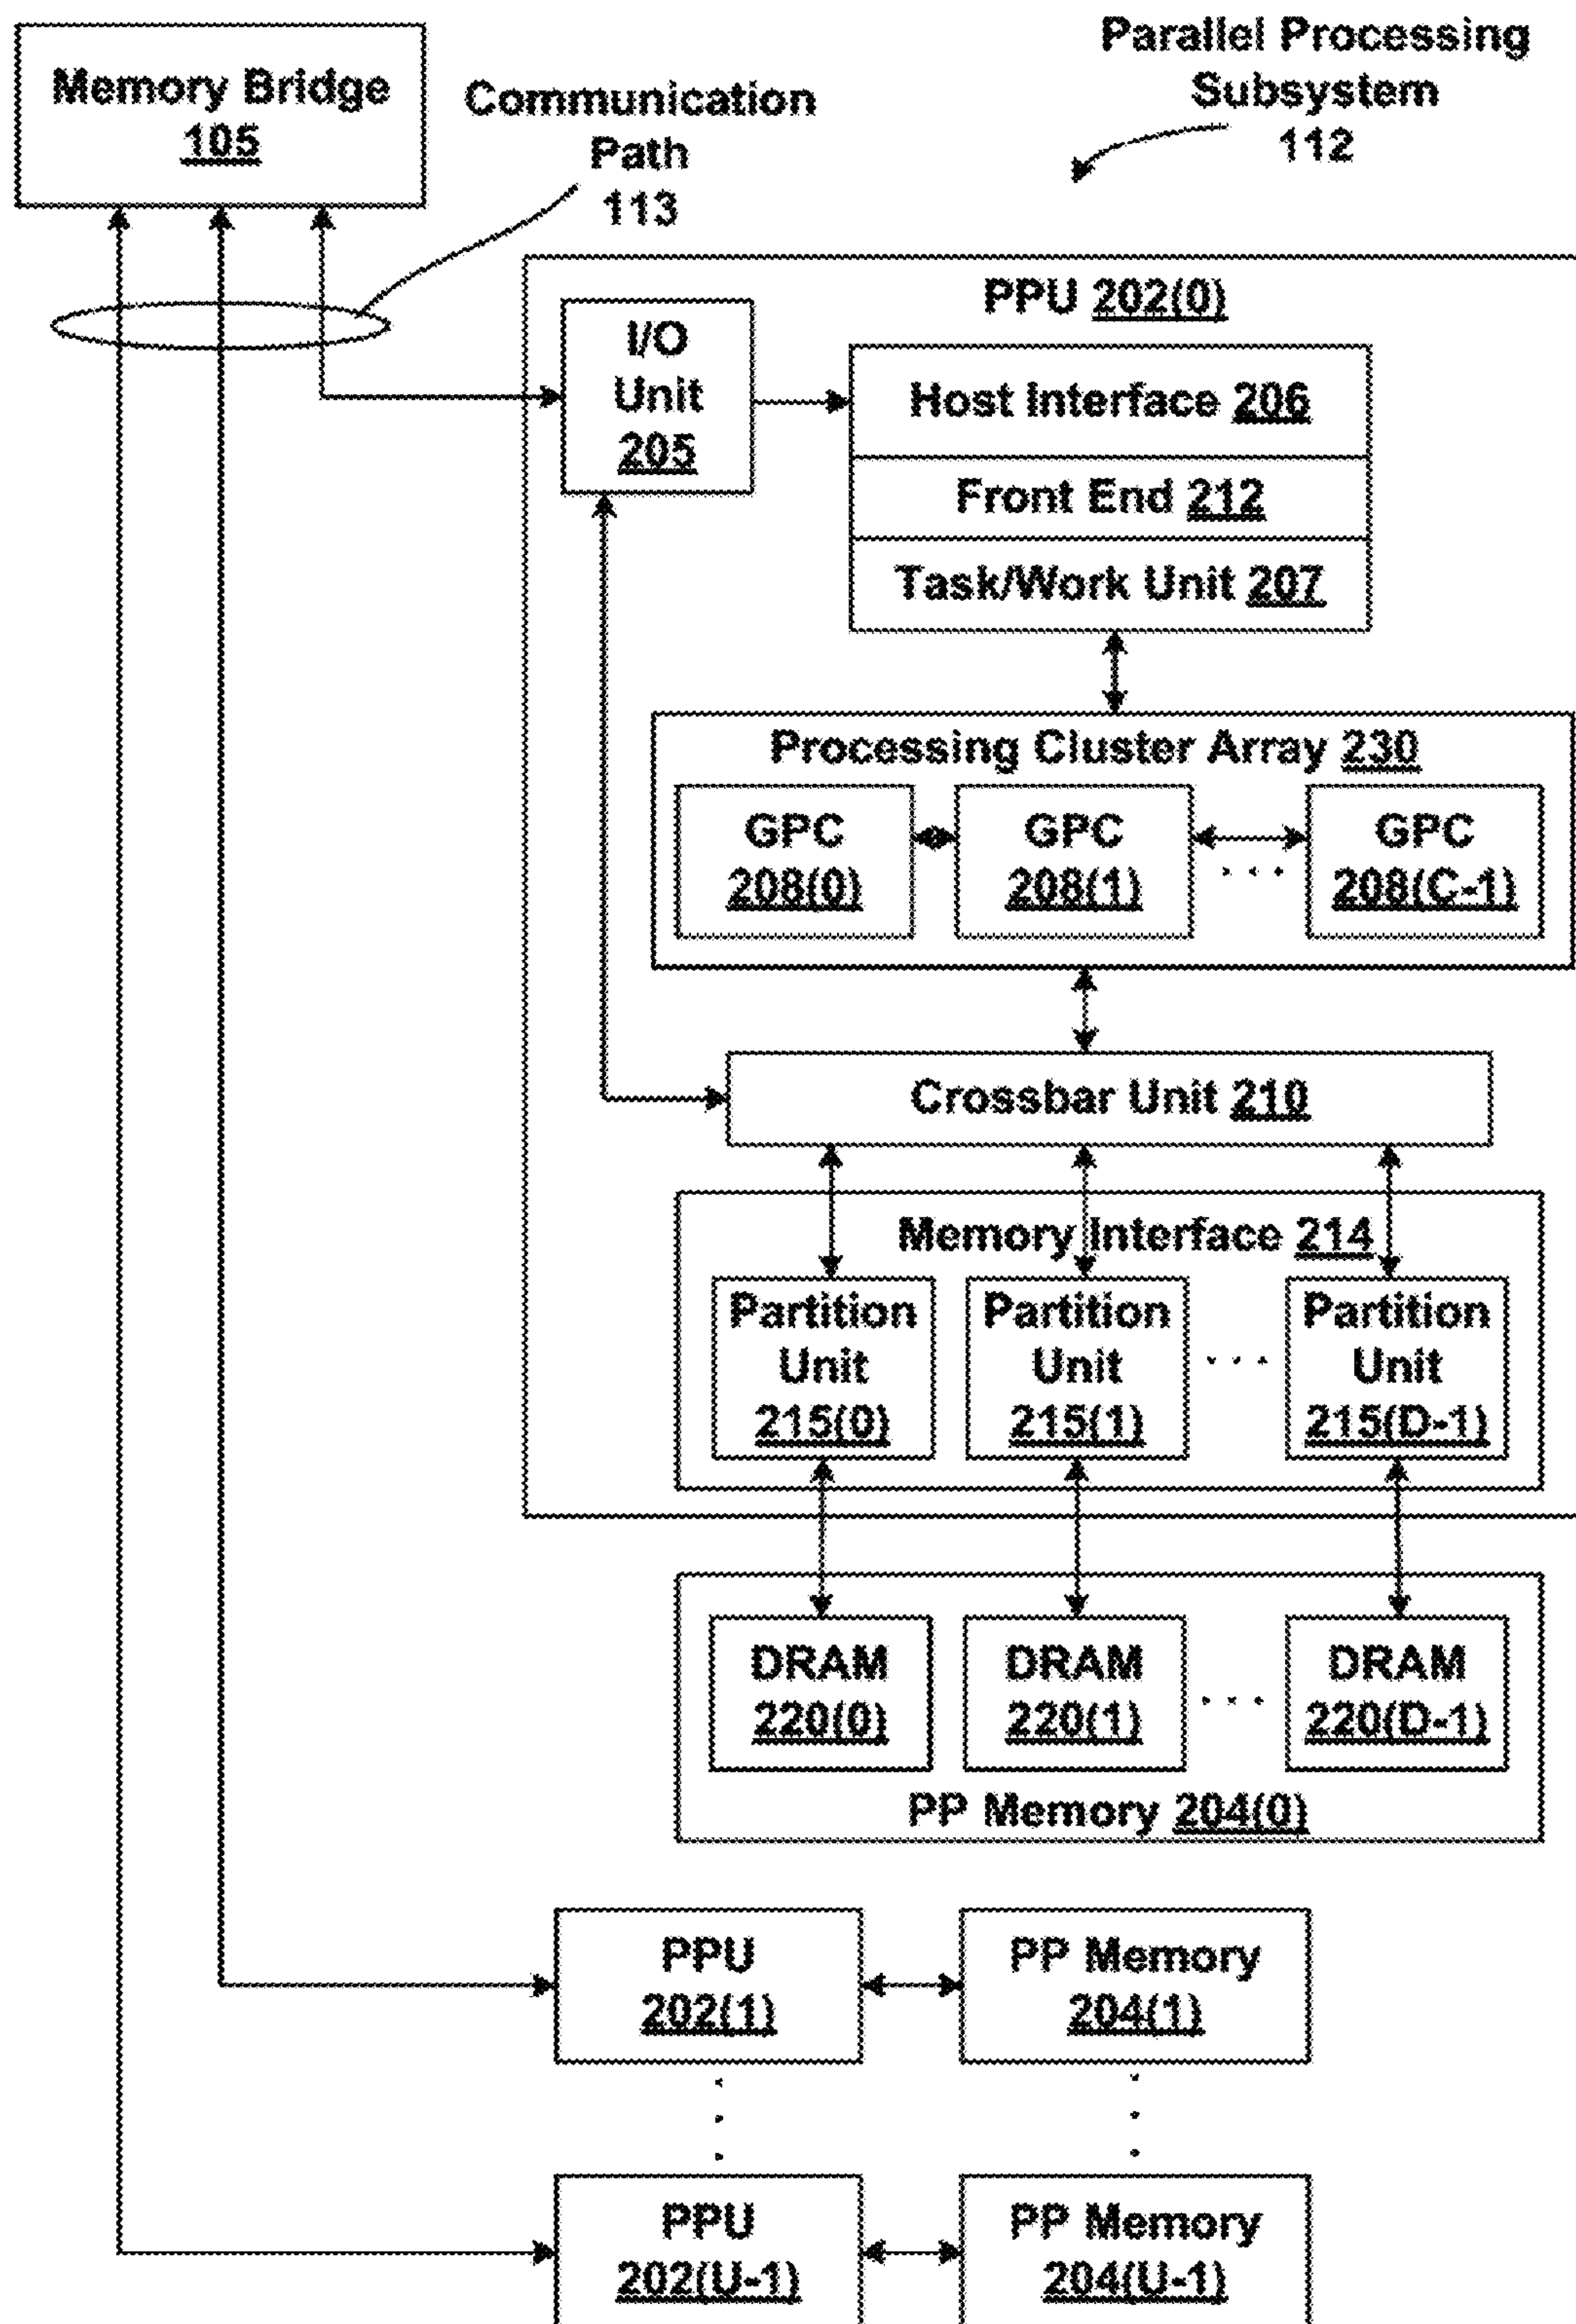 Memory Bridge
105
Communication
Path
113
Parallel Processing
Subsystem
112
PPU 202(0)
I/O
Unit
205
Host Interface 206
Front End 212
Task/Work Unit 207
Processing Cluster Array 230
GPC
208(0)
GPC
208(1)
. . .
GPC
208(C-1)
Crossbar Unit 210
Memory Interface 214
Partition
Unit
215(0)
Partition
Unit
215(1)
. . .
Partition
Unit
215(D-1)
DRAM
220(0)
DRAM
220(1)
. . .
DRAM
220(D-1)
PP Memory 204(0)
PPU
202(1)
PP Memory
204(1)
PPU
202(U-1)
PP Memory
204(U-1)